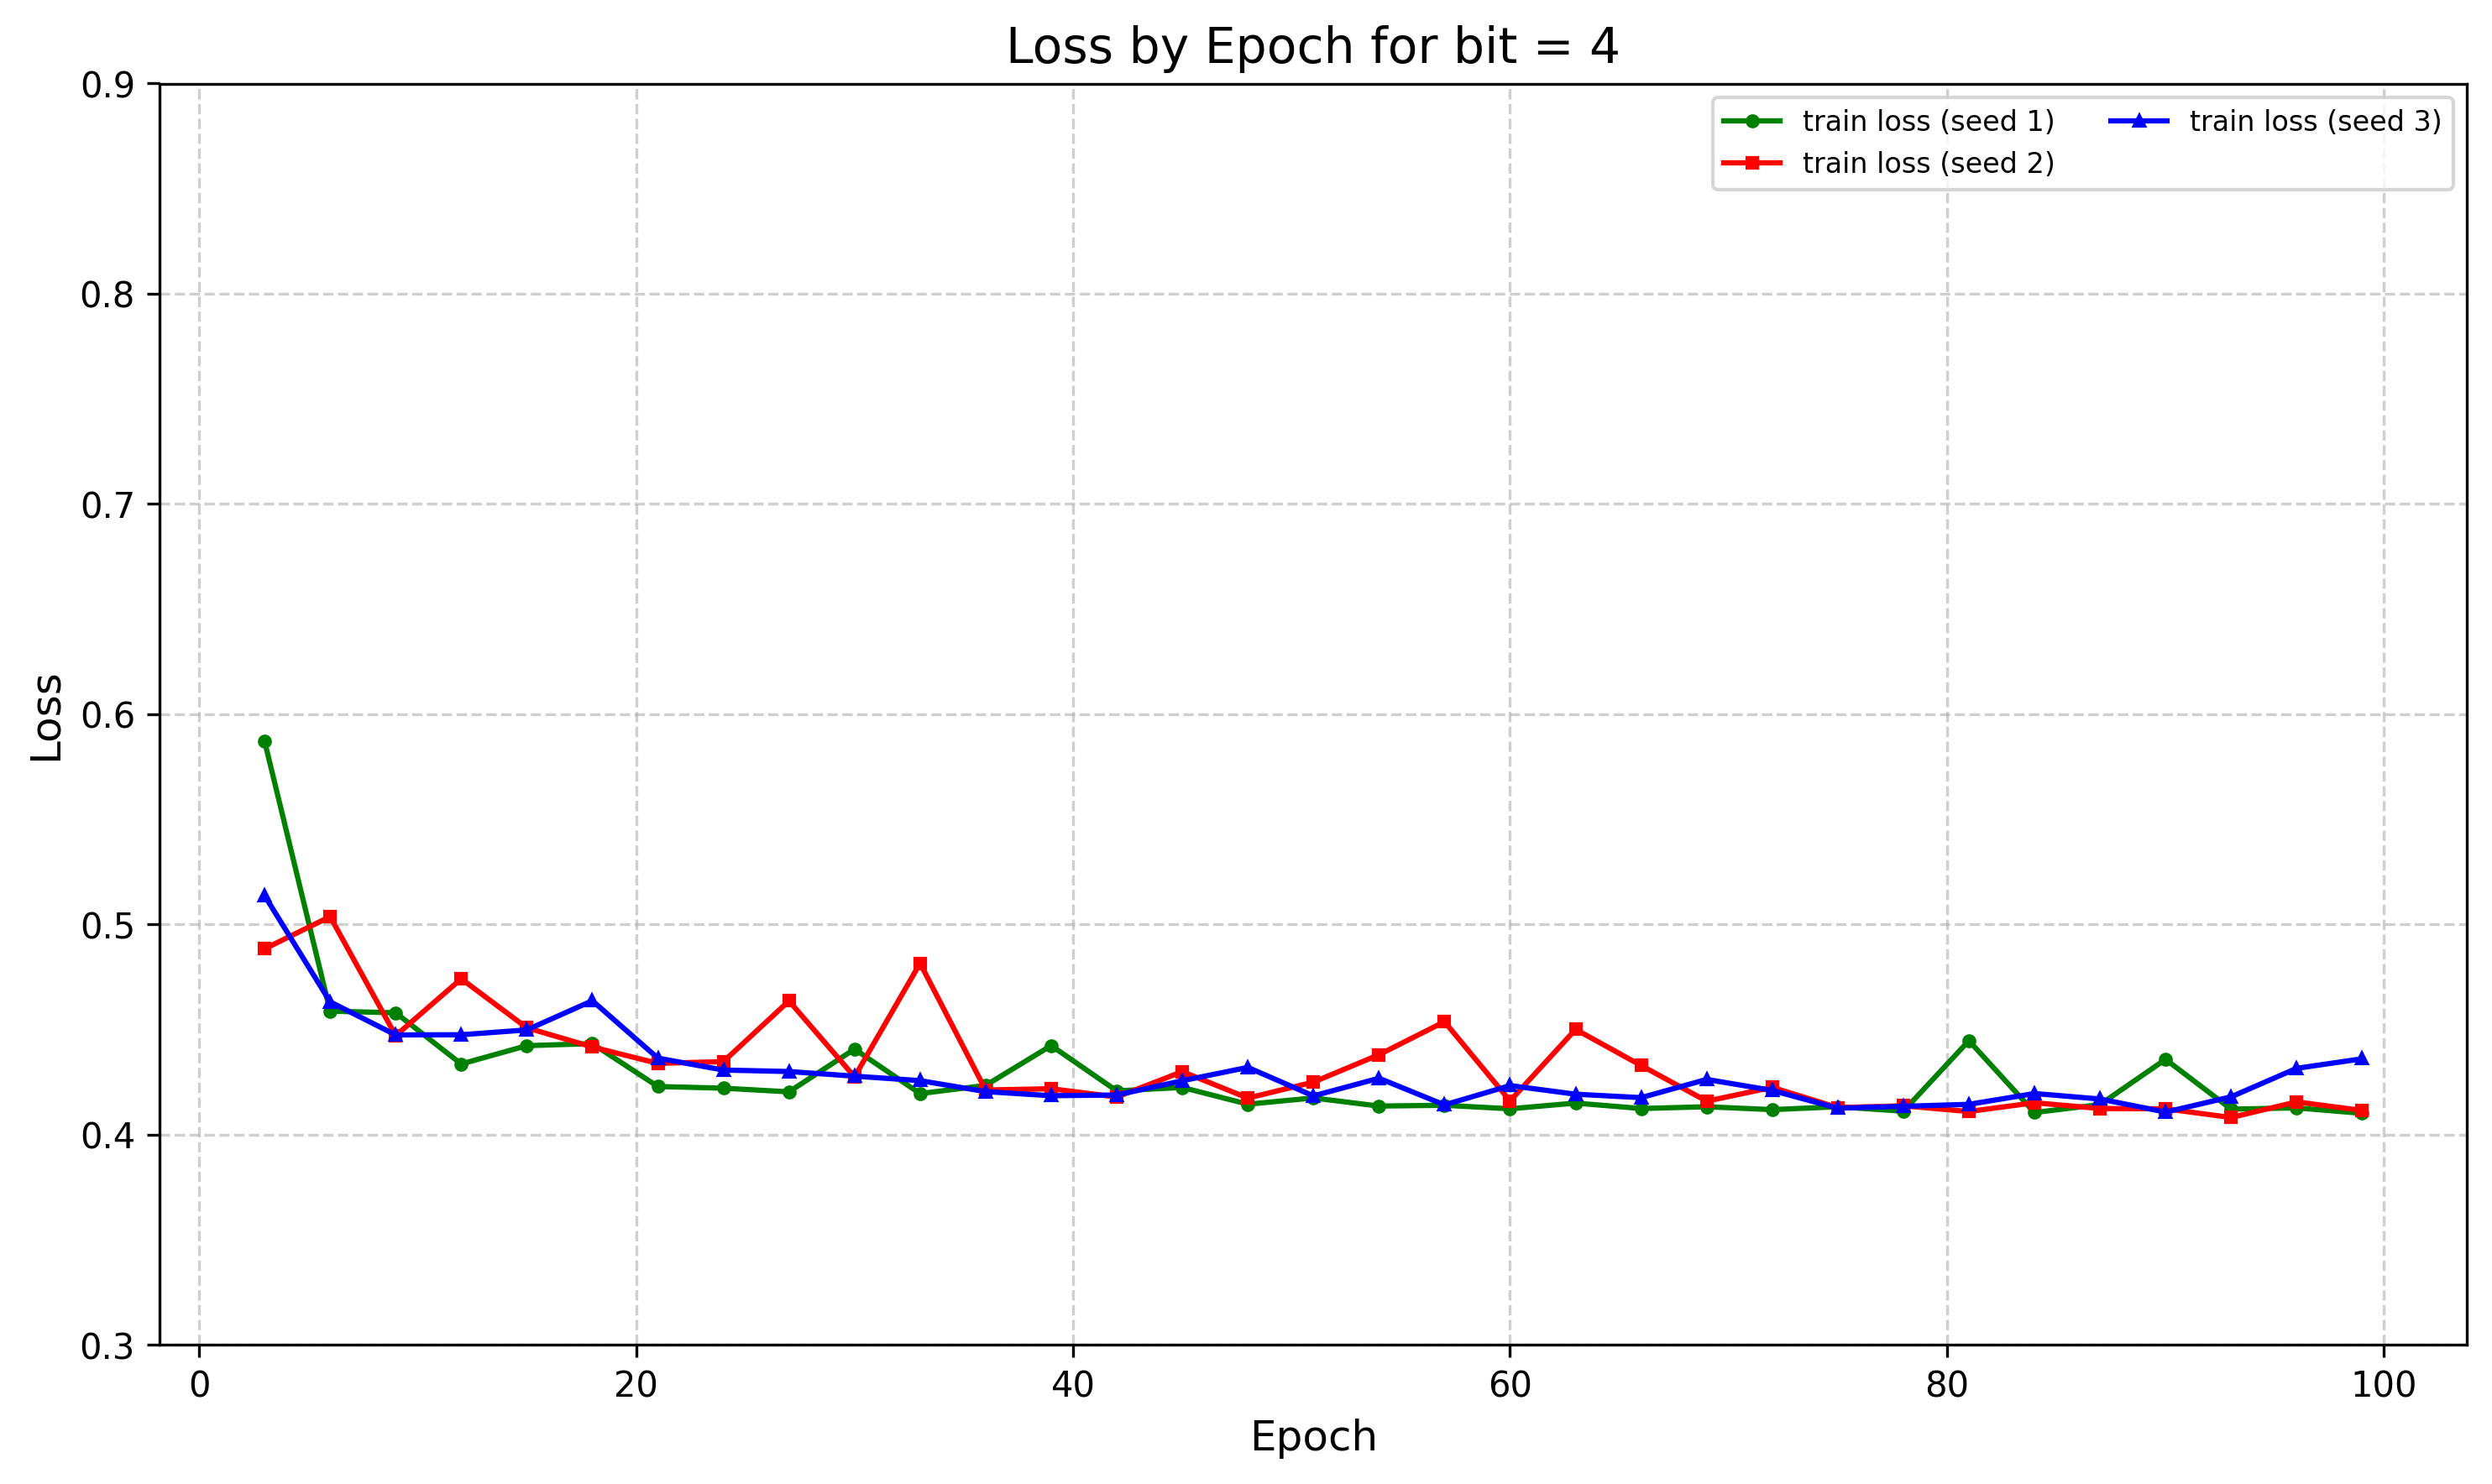 Loss by Epoch for bit = 4
train loss (seed 1)
train loss (seed 2)
train loss (seed 3)
Loss
0.9
0.8
0.7
0.6
0.5
0.4
0.3
0 20 40 60 80 100
Epoch